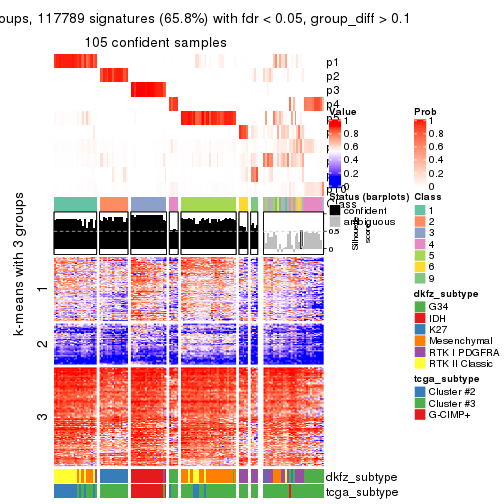 oups, 117789 signatures (65.8%) with fdr < 0.05, group_diff > 0.1
105 confident samples
p1
p2
p3
p4
Value
1
0.8
0.6
0.4
0.2
0
Prob
1
0.8
0.6
0.4
0.2
0
Class
Status (barplots)
confident
ambiguous
0.5
0
Silhouette
score
Class
1
2
3
4
5
6
9
k-means with 3 groups
1
2
3
dkfz_subtype
G34
IDH
K27
Mesenchymal
RTK I PDGFRA
RTK II Classic
tcga_subtype
Cluster #2
Cluster #3
G-CIMP+
dkfz_subtype
tcga_subtype